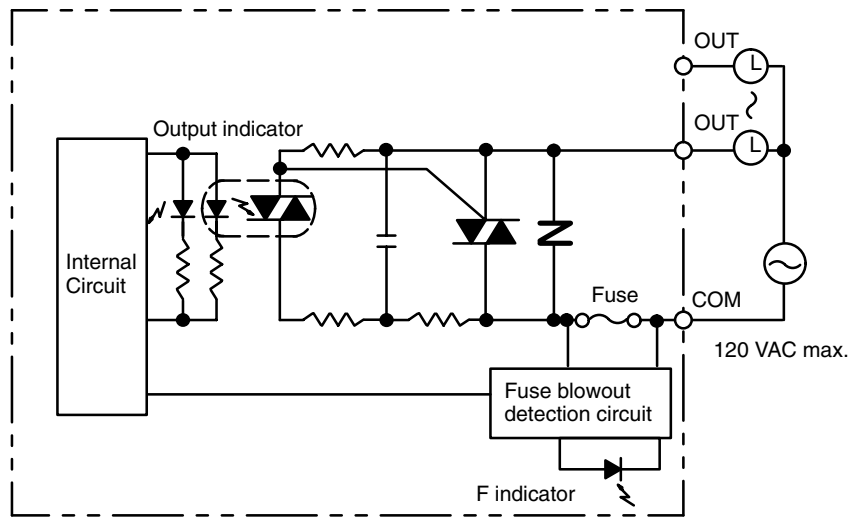 OUT
L
OUT
L
Output indicator
Internal
Circuit
Fuse
COM
120 VAC max.
Fuse blowout
detection circuit
F indicator